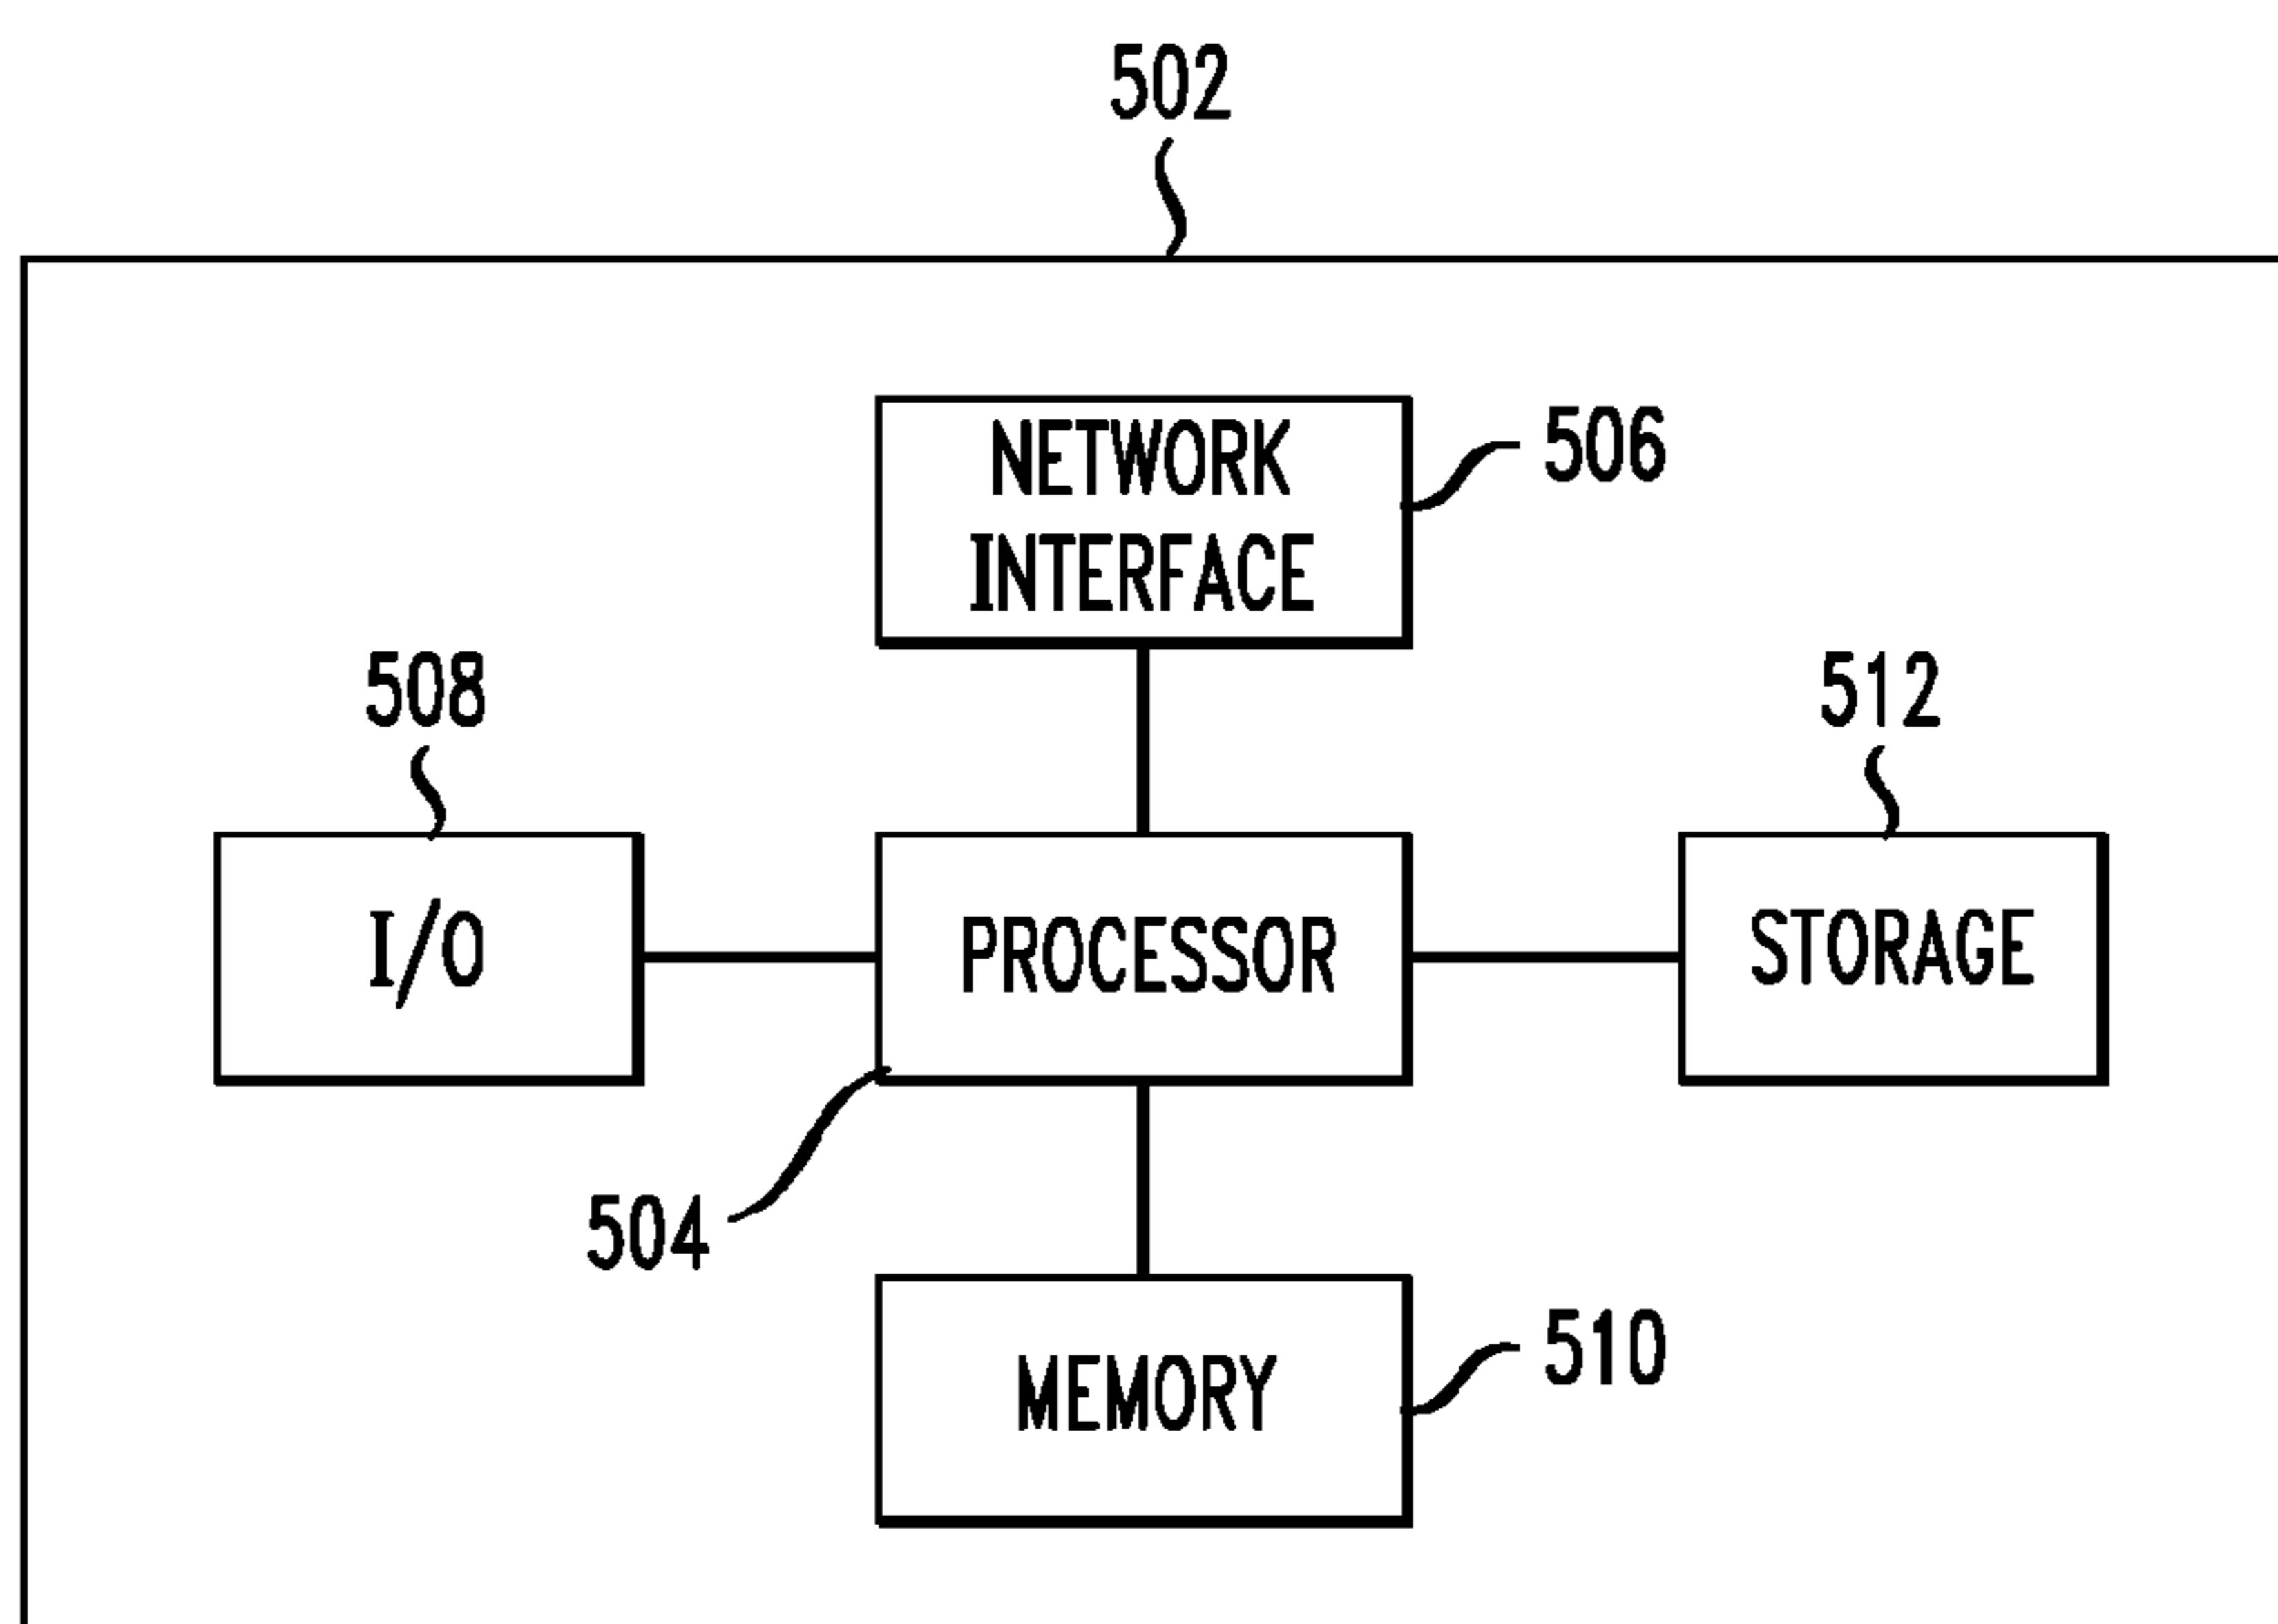 502
NETWORK
INTERFACE
506
508
512
I/O
PROCESSOR
STORAGE
504
MEMORY
510